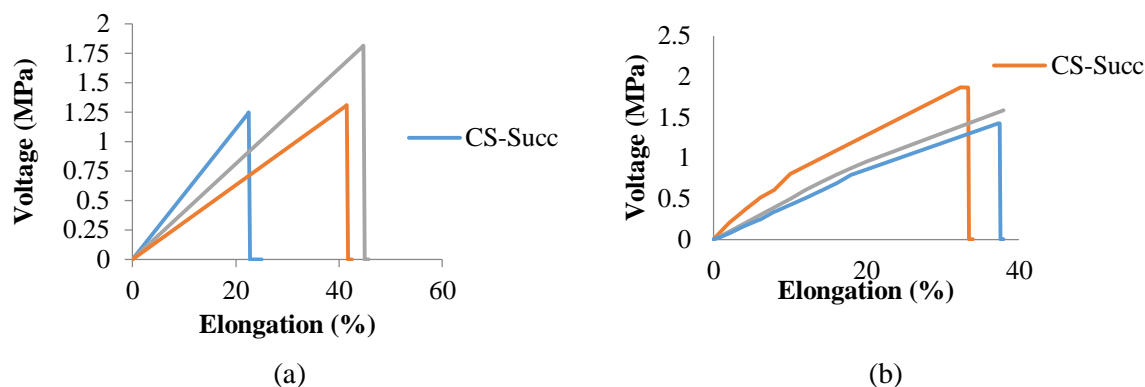 2
1.75
1.5
1.25
1
0.75
0.5
0.25
0
0 20 40 60
Voltage (MPa)
Elongation (%)
CS-Succ
(a)
2.5
2
1.5
1
0.5
0
0 20 40
Voltage (MPa)
Elongation (%)
CS-Succ
(b)